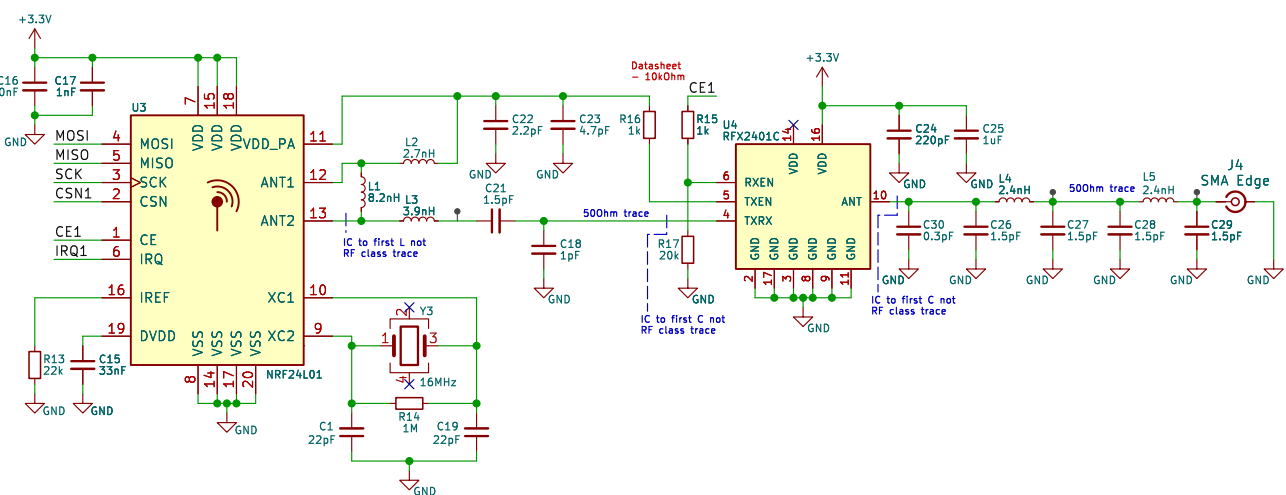 +3.3V
C16
0nF
C17
1nF
GND
U3
7
VDD
15
VDD
18
VDD
MOSI
4
MOSI
MISO
5
MISO
SCK
3
SCK
CSN1
2
CSN
CE1
1
CE
IRQ1
6
IRQ
16
IREF
19
DVDD
VDD_PA
11
ANT1
12
ANT2
13
XC1
10
XC2
9
VSS
8
VSS
14
VSS
17
VSS
20
NRF24L01
GND
R13
22k
GND
C15
33nF
GND
L2
2.7nH
L1
8.2nH
L3
3.9nH
C21
1.5pF
C22
2.2pF
GND
C23
4.7pF
GND
C18
1pF
GND
IC to first L not
RF class trace
50Ohm trace
2
Y3
1
3
4
16MHz
R14
1M
C1
22pF
C19
22pF
GND
Datasheet
- 10kOhm
CE1
R16
1k
R15
1k
R17
20k
GND
IC to first C not
RF class trace
+3.3V
U4
RFX2401C
14
VDD
16
VDD
6
RXEN
5
TXEN
4
TXRX
ANT
10
GND
2
GND
17
GND
3
GND
8
GND
9
GND
11
GND
C24
220pF
GND
C25
1uF
GND
IC to first C not
RF class trace
C30
0.3pF
GND
C26
1.5pF
GND
L4
2.4nH
50Ohm trace
C27
1.5pF
GND
C28
1.5pF
GND
L5
2.4nH
C29
1.5pF
GND
J4
SMA Edge
GND